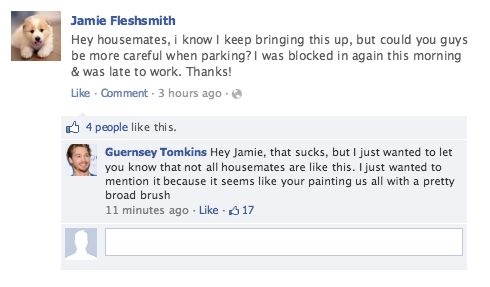 Jamie Fleshsmith
Hey housemates, i know I keep bringing this up, but could you guys
be more careful when parking? I was blocked in again this morning
& was late to work. Thanks!
Like · Comment · 3 hours ago ·
4 people like this.
Guernsey Tomkins Hey Jamie, that sucks, but I just wanted to let
you know that not all housemates are like this. I just wanted to
mention it because it seems like your painting us all with a pretty
broad brush
11 minutes ago · Like · 17